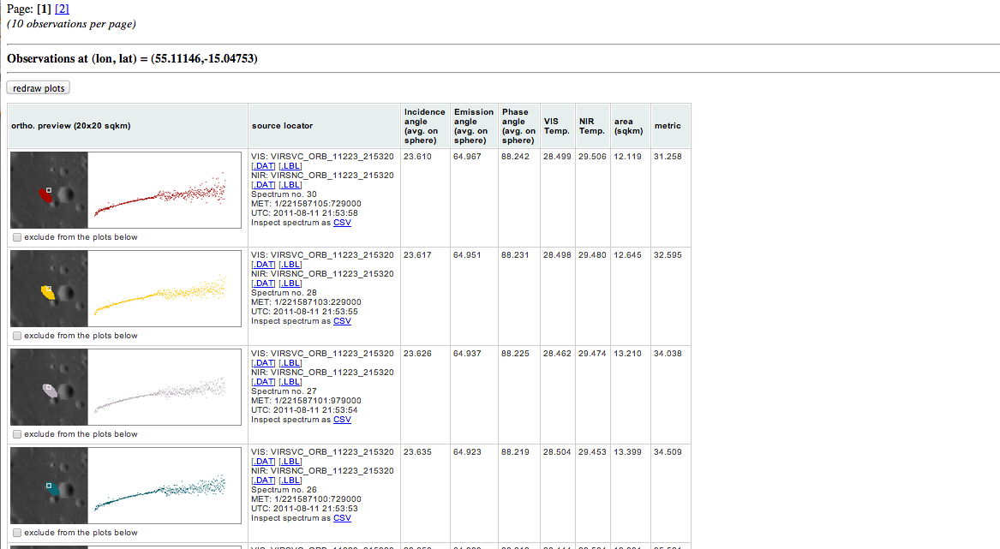 Page: [1] [2]
(10 observations per page)
Observations at (lon, lat) = (55.11146,-15.04753)
redraw plots
ortho. preview (20x20 sqkm) source locator Incidence angle (avg. on sphere) Emission angle (avg. on sphere) Phase angle (avg. on sphere) VIS Temp. NIR Temp. area (sqkm) metric
VIS: VIRSVC_ORB_11223_215320 23.610 64.967 88.242 28.499 29.506 12.119 31.258
[.DAT] [.LBL]
NIR: VIRSNC_ORB_11223_215320
[.DAT] [.LBL]
Spectrum no. 30
MET: 1/221587105:729000
UTC: 2011-08-11 21:53:58
Inspect spectrum as CSV
exclude from the plots below
VIS: VIRSVC_ORB_11223_215320 23.617 64.951 88.231 28.498 29.480 12.645 32.595
[.DAT] [.LBL]
NIR: VIRSNC_ORB_11223_215320
[.DAT] [.LBL]
Spectrum no. 28
MET: 1/221587103:229000
UTC: 2011-08-11 21:53:55
Inspect spectrum as CSV
exclude from the plots below
VIS: VIRSVC_ORB_11223_215320 23.626 64.937 88.225 28.462 29.474 13.210 34.038
[.DAT] [.LBL]
NIR: VIRSNC_ORB_11223_215320
[.DAT] [.LBL]
Spectrum no. 27
MET: 1/221587101:979000
UTC: 2011-08-11 21:53:54
Inspect spectrum as CSV
exclude from the plots below
VIS: VIRSVC_ORB_11223_215320 23.635 64.923 88.219 28.504 29.453 13.399 34.509
[.DAT] [.LBL]
NIR: VIRSNC_ORB_11223_215320
[.DAT] [.LBL]
Spectrum no. 26
MET: 1/221587100:729000
UTC: 2011-08-11 21:53:53
Inspect spectrum as CSV
exclude from the plots below